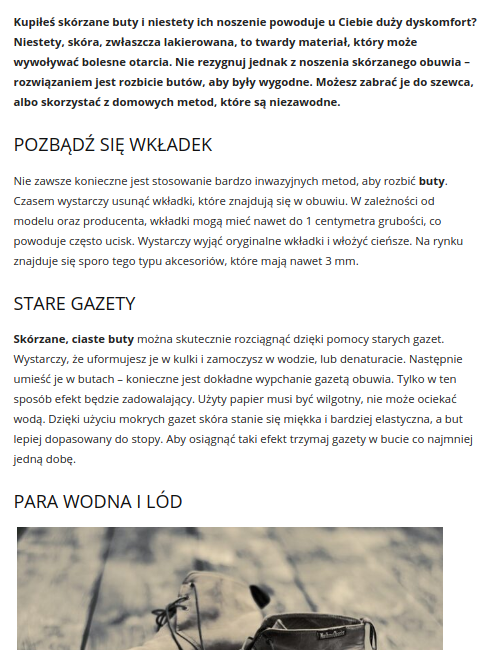 Kupiłeś skórzane buty i niestety ich noszenie powoduje u Ciebie duży dyskomfort?
Niestety, skóra, zwłaszcza lakierowana, to twardy materiał, który może
wywoływać bolesne otarcia. Nie rezygnuj jednak z noszenia skórzanego obuwia –
rozwiązaniem jest rozbicie butów, aby były wygodne. Możesz zabrać je do szewca,
albo skorzystać z domowych metod, które są niezawodne.
POZBĄDŹ SIĘ WKŁADEK
Nie zawsze konieczne jest stosowanie bardzo inwazyjnych metod, aby rozbić buty.
Czasem wystarczy usunąć wkładki, które znajdują się w obuwiu. W zależności od
modelu oraz producenta, wkładki mogą mieć nawet do 1 centymetra grubości, co
powoduje często ucisk. Wystarczy wyjąć oryginalne wkładki i włożyć cieńsze. Na rynku
znajduje się sporo tego typu akcesoriów, które mają nawet 3 mm.
STARE GAZETY
Skórzane, ciaste buty można skutecznie rozciągnąć dzięki pomocy starych gazet.
Wystarczy, że uformujesz je w kulki i zamoczysz w wodzie, lub denaturacie. Następnie
umieść je w butach – konieczne jest dokładne wypchanie gazetą obuwia. Tylko w ten
sposób efekt będzie zadowalający. Użyty papier musi być wilgotny, nie może ociekać
wodą. Dzięki użyciu mokrych gazet skóra stanie się miękka i bardziej elastyczna, a but
lepiej dopasowany do stopy. Aby osiągnąć taki efekt trzymaj gazety w bucie co najmniej
jedną dobę.
PARA WODNA I LÓD